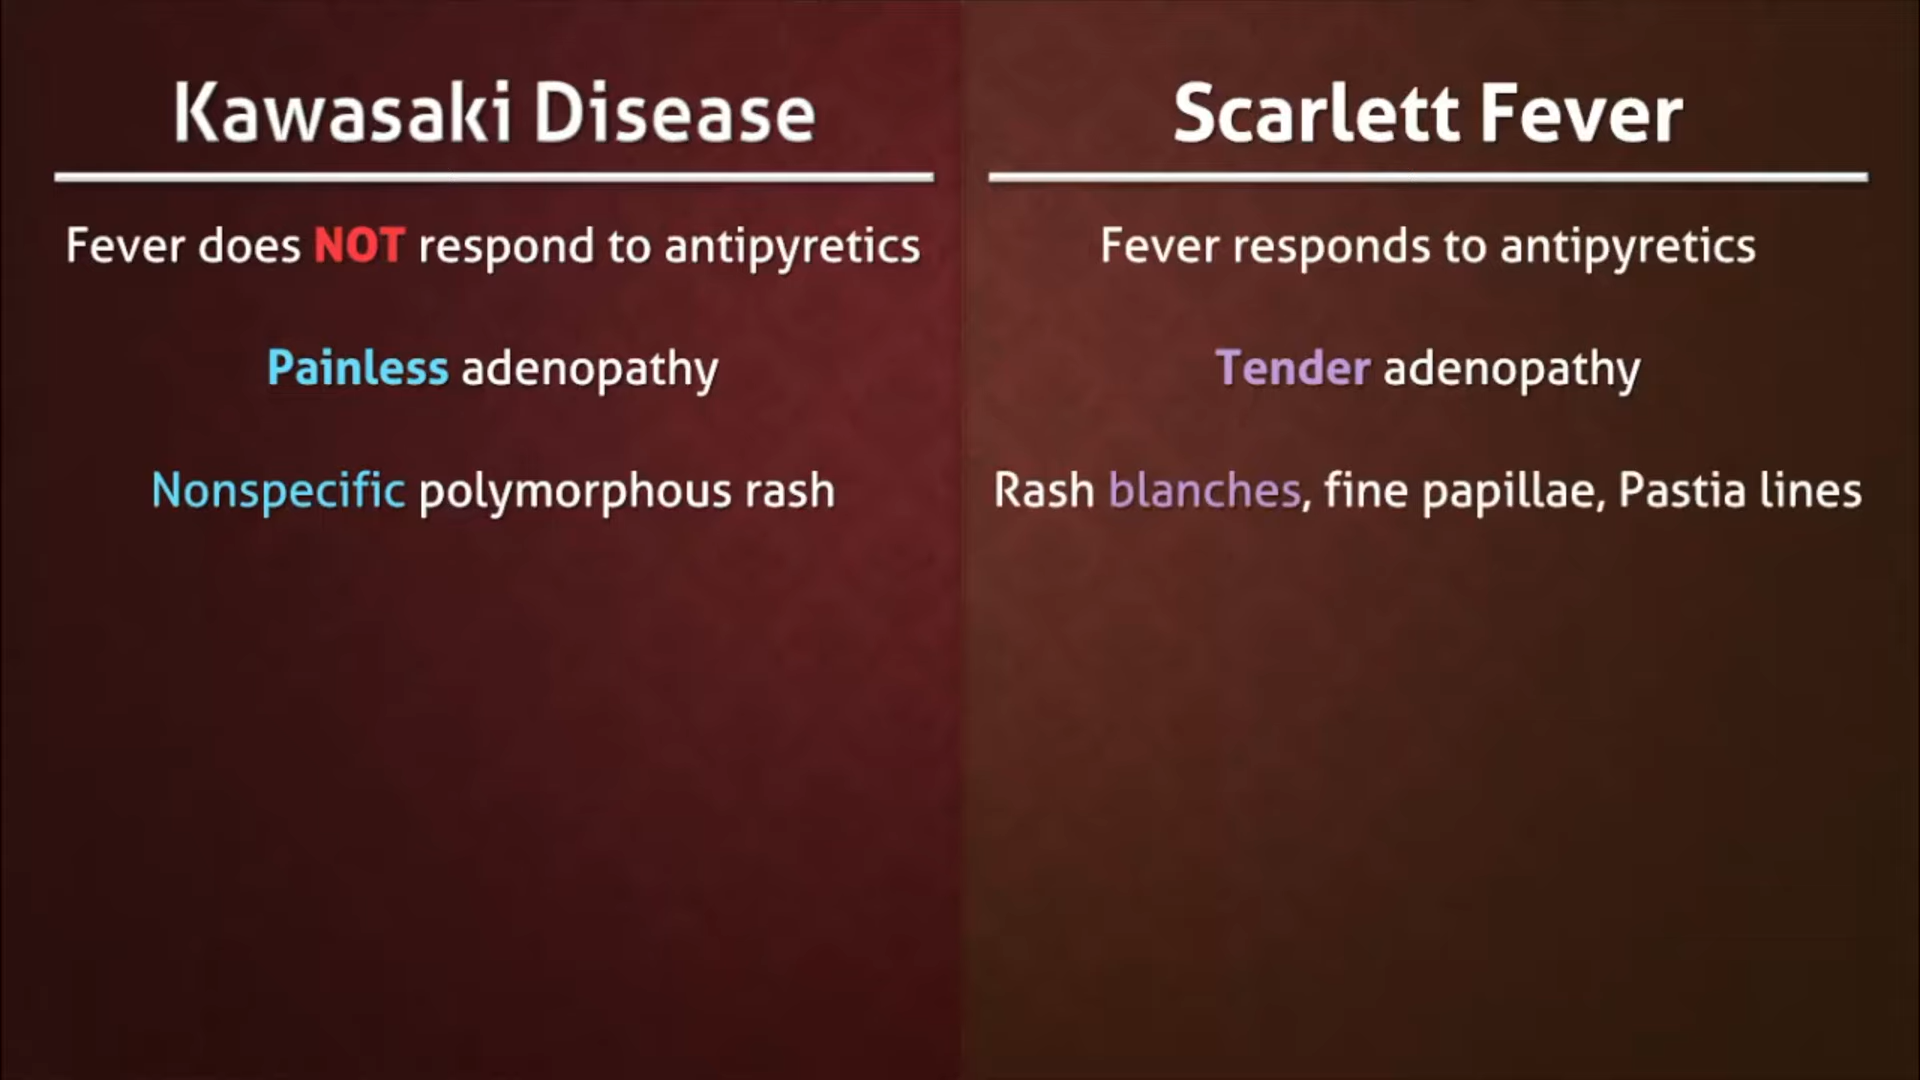 Kawasaki Disease
Fever does NOT respond to antipyretics
Painless adenopathy
Nonspecific polymorphous rash
Scarlett Fever
Fever responds to antipyretics
Tender adenopathy
Rash blanches, fine papillae, Pastia lines